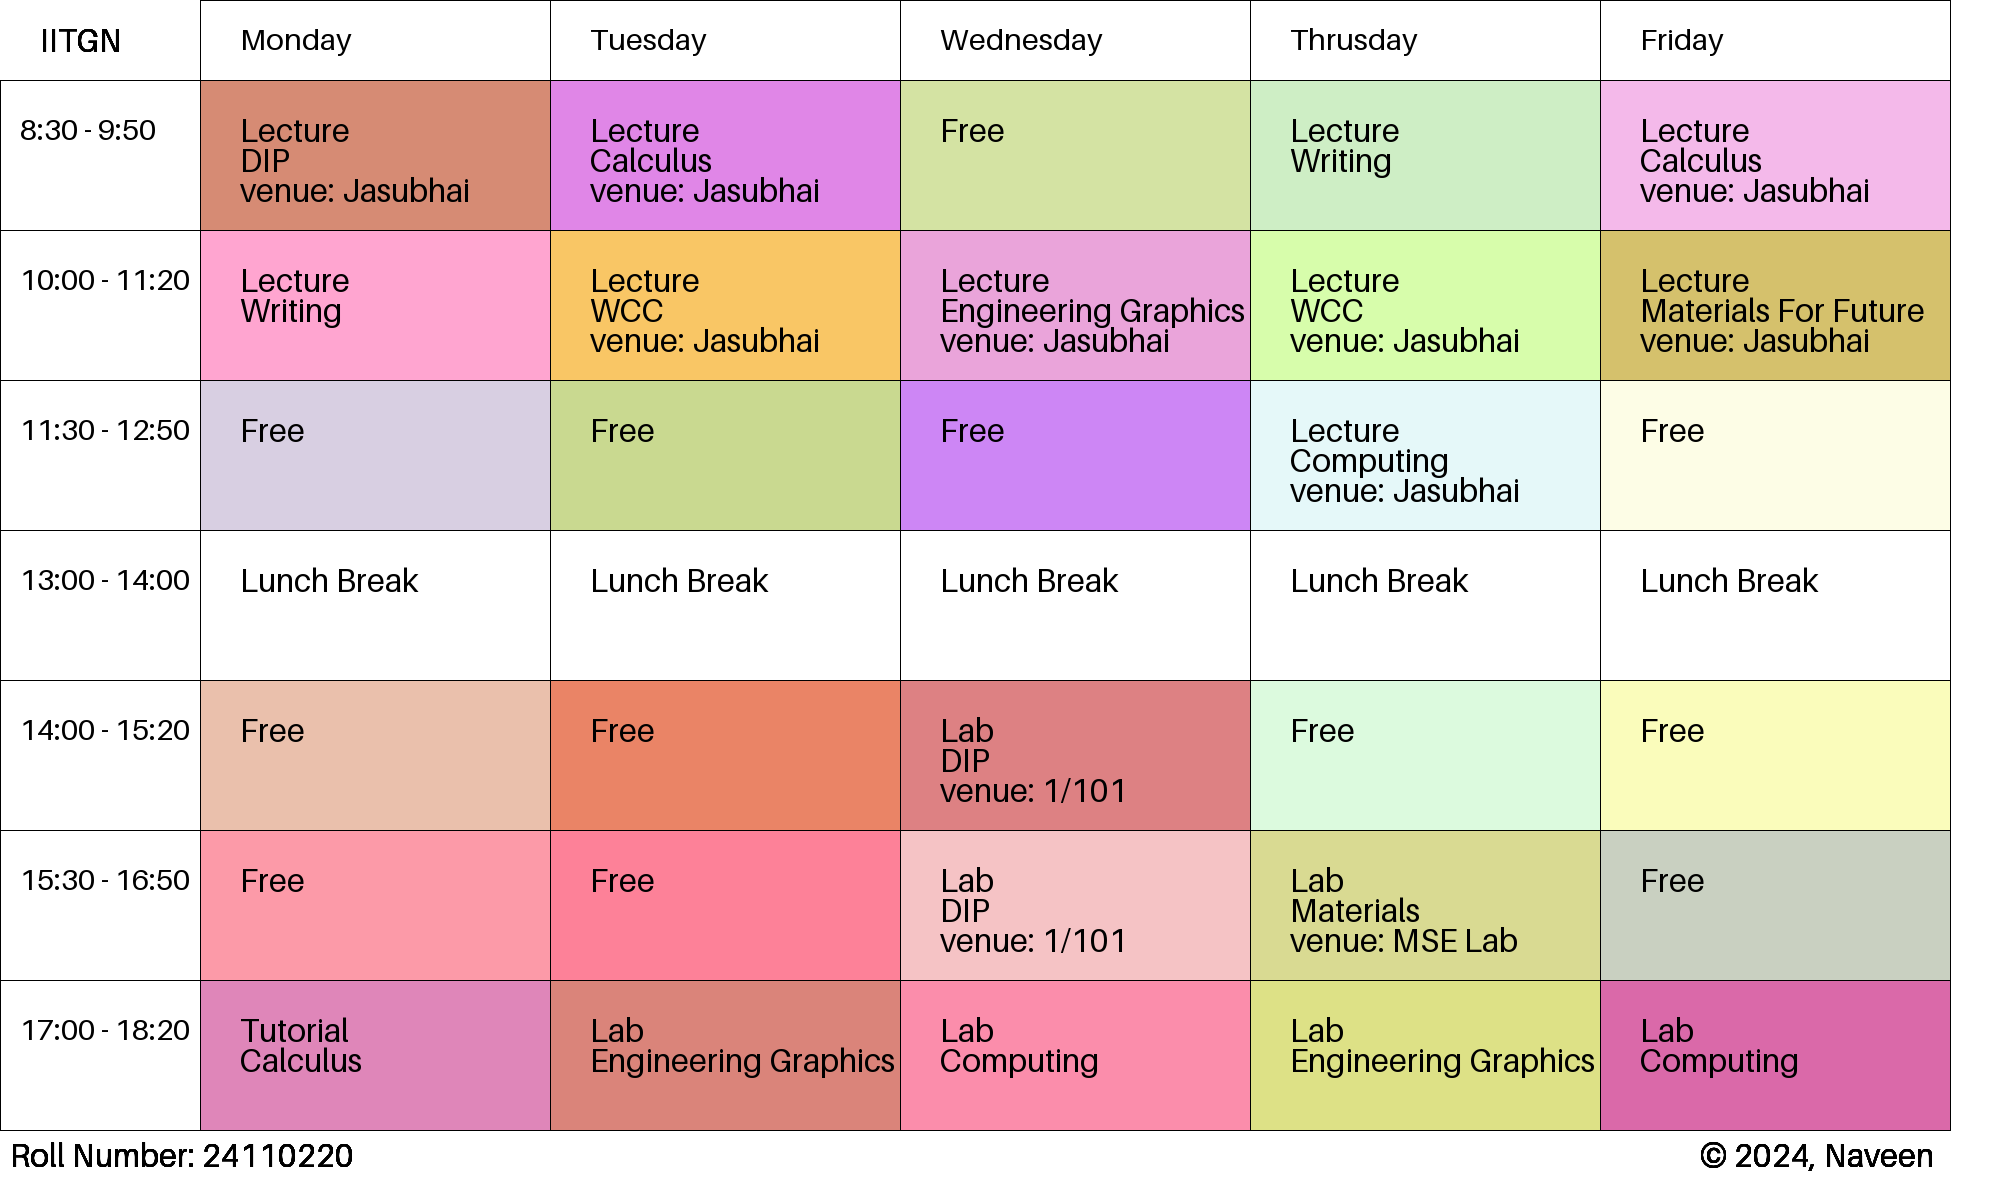 IITGN
Monday
Tuesday
Wednesday
Thrusday
Friday
8:30 - 9:50
Lecture
DIP
venue: Jasubhai
Lecture
Calculus
venue: Jasubhai
Free
Lecture
Writing
Lecture
Calculus
venue: Jasubhai
10:00 - 11:20
Lecture
Writing
Lecture
WCC
venue: Jasubhai
Lecture
Engineering Graphics
venue: Jasubhai
Lecture
WCC
venue: Jasubhai
Lecture
Materials For Future
venue: Jasubhai
11:30 - 12:50
Free
Free
Free
Lecture
Computing
venue: Jasubhai
Free
13:00 - 14:00
Lunch Break
Lunch Break
Lunch Break
Lunch Break
Lunch Break
14:00 - 15:20
Free
Free
Lab
DIP
venue: 1/101
Free
Free
15:30 - 16:50
Free
Free
Lab
DIP
venue: 1/101
Lab
Materials
venue: MSE Lab
Free
17:00 - 18:20
Tutorial
Calculus
Lab
Engineering Graphics
Lab
Computing
Lab
Engineering Graphics
Lab
Computing
Roll Number: 24110220
© 2024, Naveen